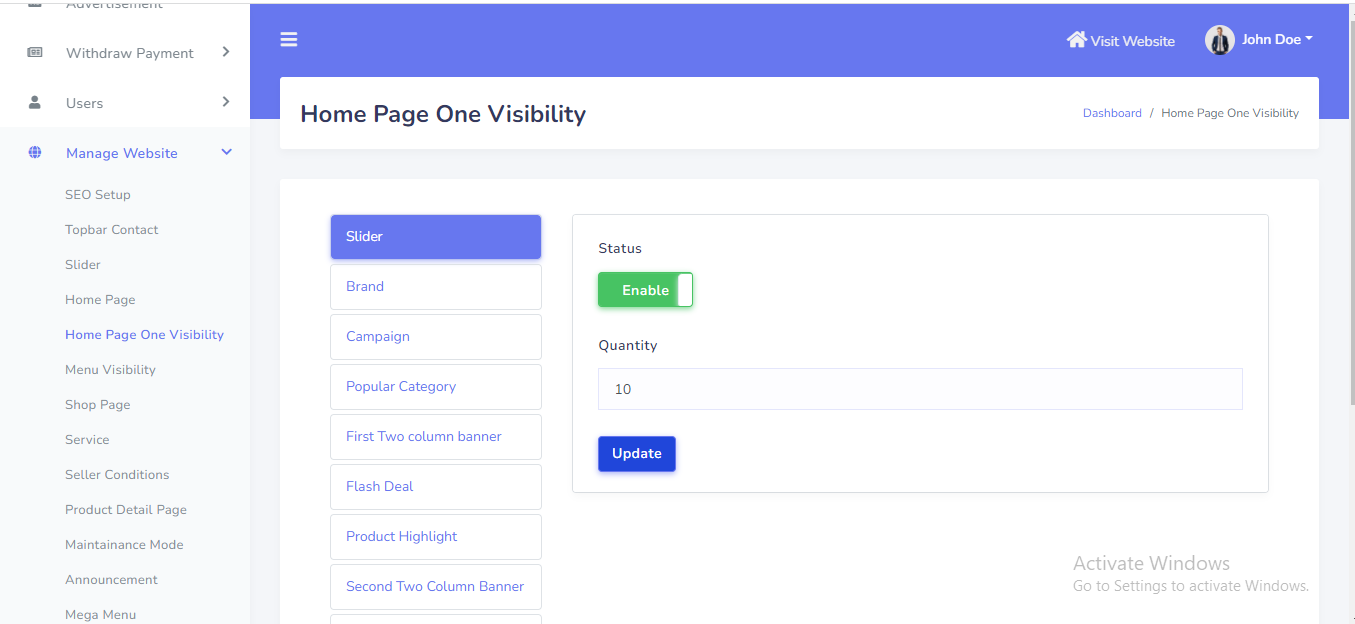 Advertisement
Withdraw Payment
Users
Manage Website
SEO Setup
Topbar Contact
Slider
Home Page
Home Page One Visibility
Menu Visibility
Shop Page
Service
Seller Conditions
Product Detail Page
Maintainance Mode
Announcement
Mega Menu
Visit Website
John Doe
Home Page One Visibility
Dashboard / Home Page One Visibility
Slider
Brand
Campaign
Popular Category
First Two column banner
Flash Deal
Product Highlight
Second Two Column Banner
Status
Enable
Quantity
10
Update
Activate Windows
Go to Settings to activate Windows.